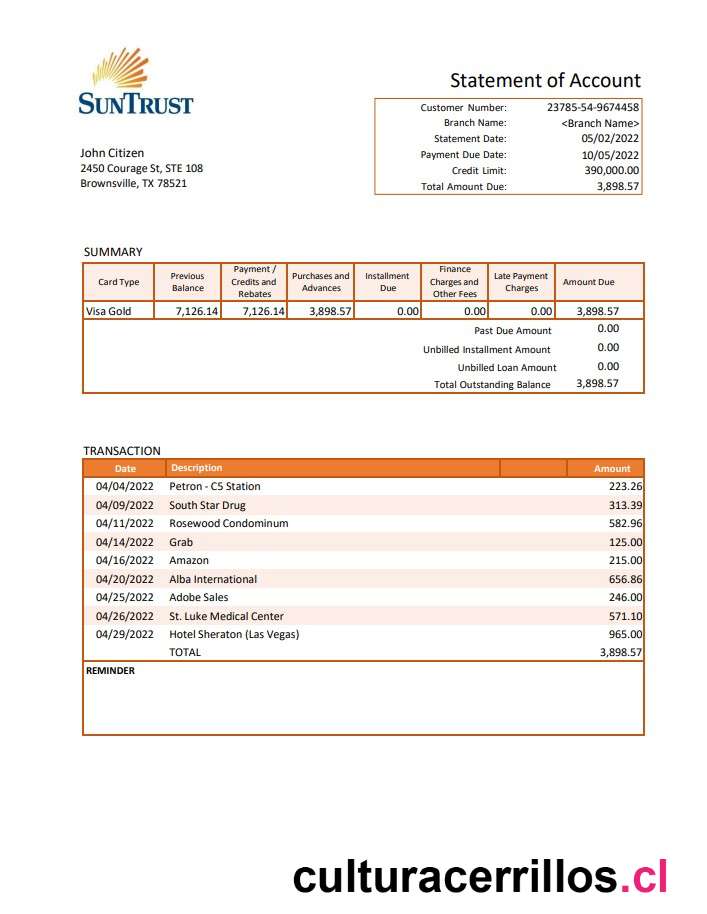 SUNTRUST
Statement of Account
Customer Number: 23785-54-9674458
Branch Name: <Branch Name>
Statement Date: 05/02/2022
Payment Due Date: 10/05/2022
Credit Limit: 390,000.00
Total Amount Due: 3,898.57
John Citizen
2450 Courage St, STE 108
Brownsville, TX 78521
SUMMARY
Card Type Previous Balance Payment / Credits and Rebates Purchases and Advances Installment Due Finance Charges and Other Fees Late Payment Charges Amount Due
Visa Gold 7,126.14 7,126.14 3,898.57 0.00 0.00 0.00 3,898.57
Past Due Amount 0.00
Unbilled Installment Amount 0.00
Unbilled Loan Amount 0.00
Total Outstanding Balance 3,898.57
TRANSACTION
Date Description Amount
04/04/2022 Petron - C5 Station 223.26
04/09/2022 South Star Drug 313.39
04/11/2022 Rosewood Condominum 582.96
04/14/2022 Grab 125.00
04/16/2022 Amazon 215.00
04/20/2022 Alba International 656.86
04/25/2022 Adobe Sales 246.00
04/26/2022 St. Luke Medical Center 571.10
04/29/2022 Hotel Sheraton (Las Vegas) 965.00
TOTAL 3,898.57
REMINDER
culturacerrillos.cl